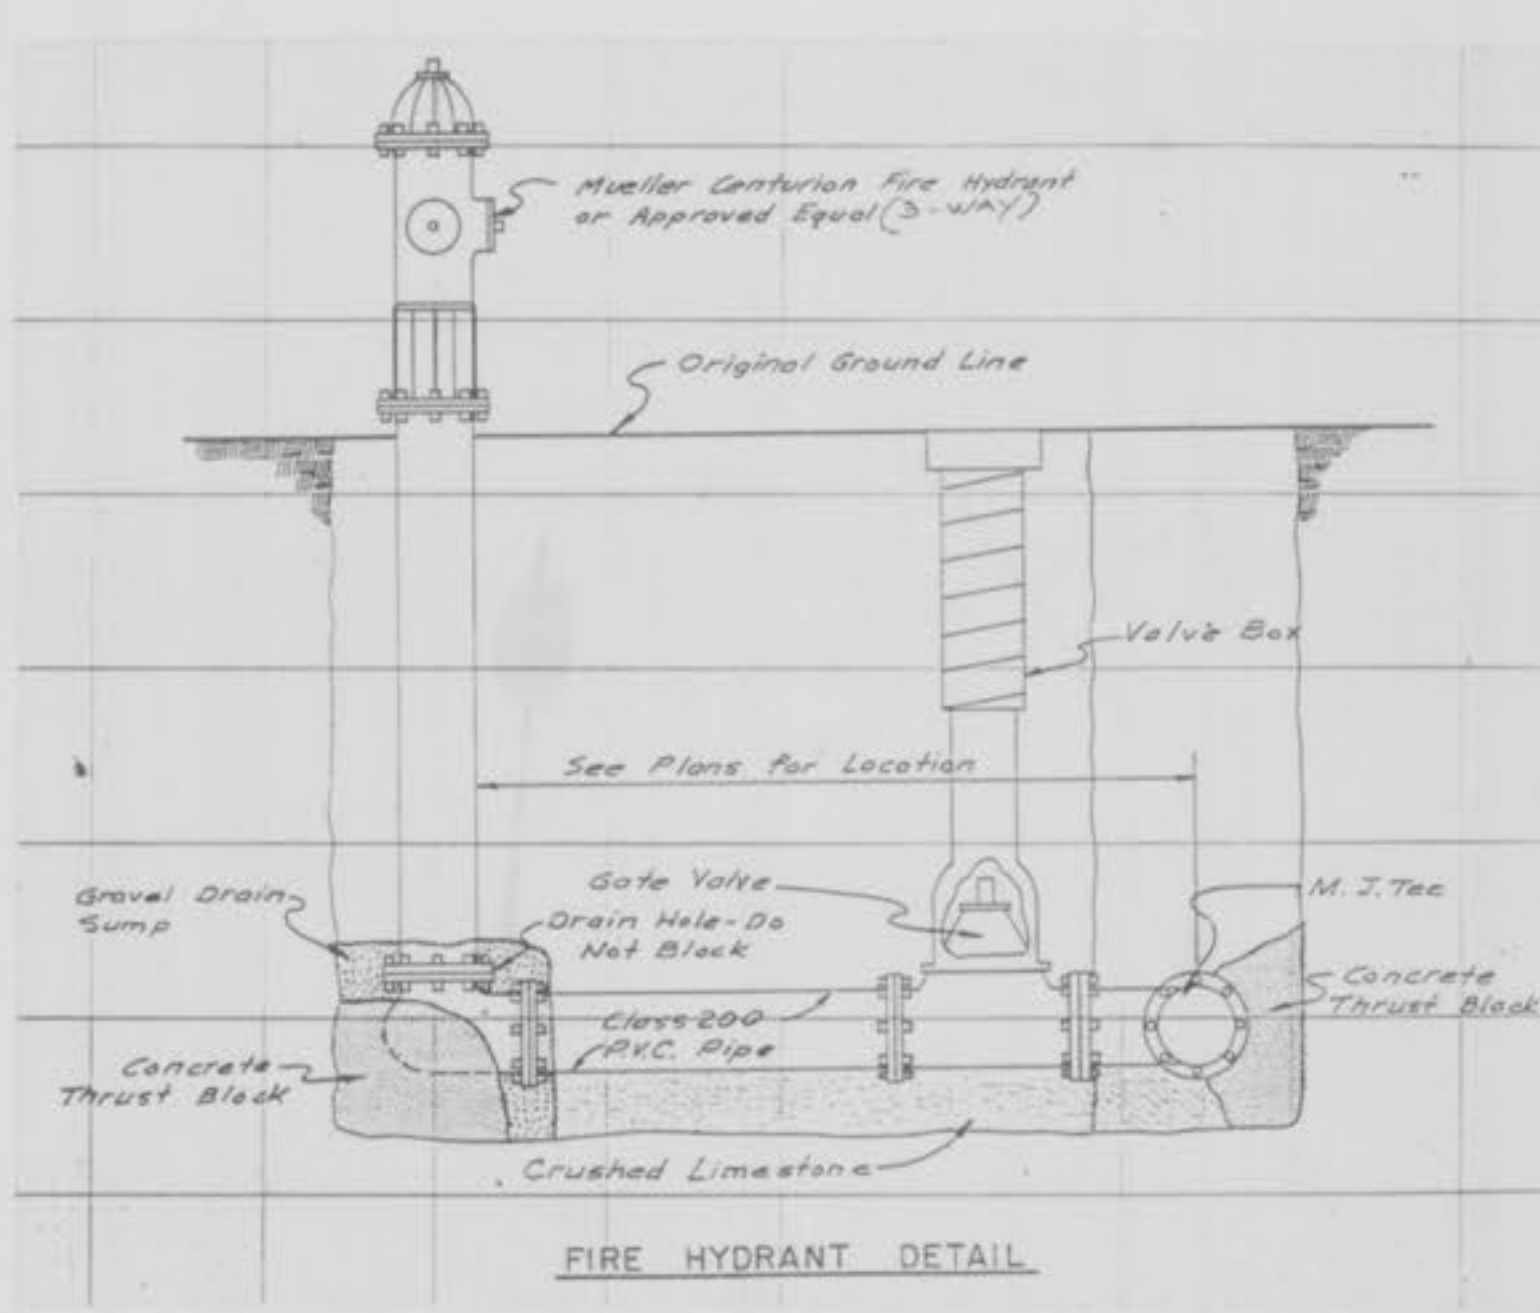 Mueller Centurion Fire Hydrant
or Approved Equal (3-WAY)
Original Ground Line
Valve Box
See Plans for Location
Gate Valve
M.J. Tee
Gravel Drain
Sump
Drain Hole-Do
Not Block
Concrete
Thrust Block
Class 200
P.V.C. Pipe
Concrete
Thrust Block
Crushed Limestone
FIRE HYDRANT DETAIL